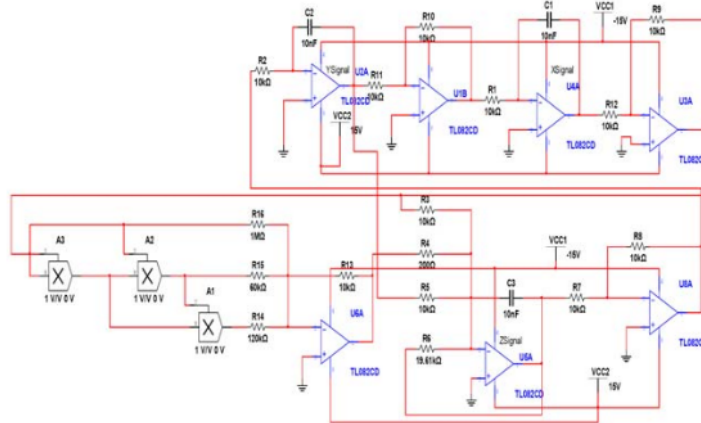 C2
10nF
R2
10kΩ
YSignal
U2A
TL082CD
VCC2
15V
R10
10kΩ
R11
10kΩ
U1B
TL082CD
C1
10nF
R1
10kΩ
XSignal
U4A
TL082CD
VCC1
-15V
R9
10kΩ
R12
10kΩ
U3A
A3
1 V/V 0 V
A2
1 V/V 0 V
A1
1 V/V 0 V
R16
1MΩ
R15
60kΩ
R14
120kΩ
R13
10kΩ
U6A
TL082CD
R3
10kΩ
R4
200Ω
R5
10kΩ
R6
19.61kΩ
C3
10nF
ZSignal
TL082CD
VCC1
-15V
R7
10kΩ
R8
10kΩ
VCC2
15V